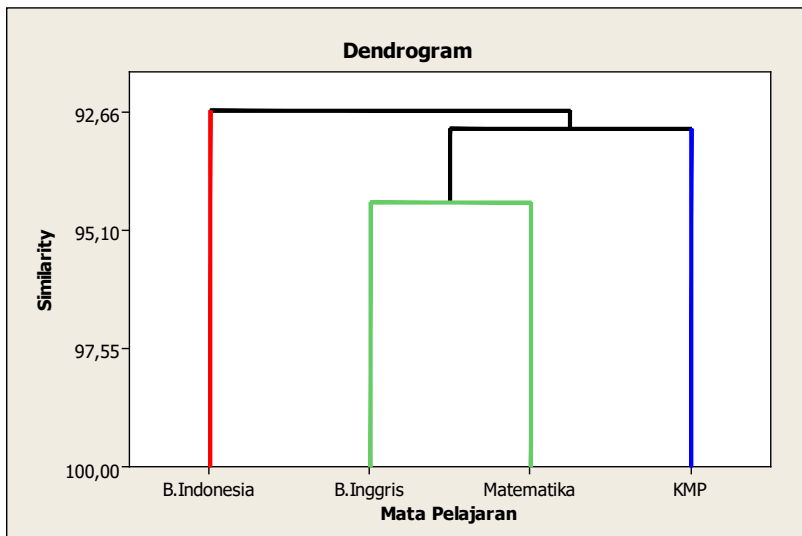 Dendrogram
92,66
95,10
97,55
100,00
Similarity
B.Indonesia B.Inggris Matematika KMP
Mata Pelajaran